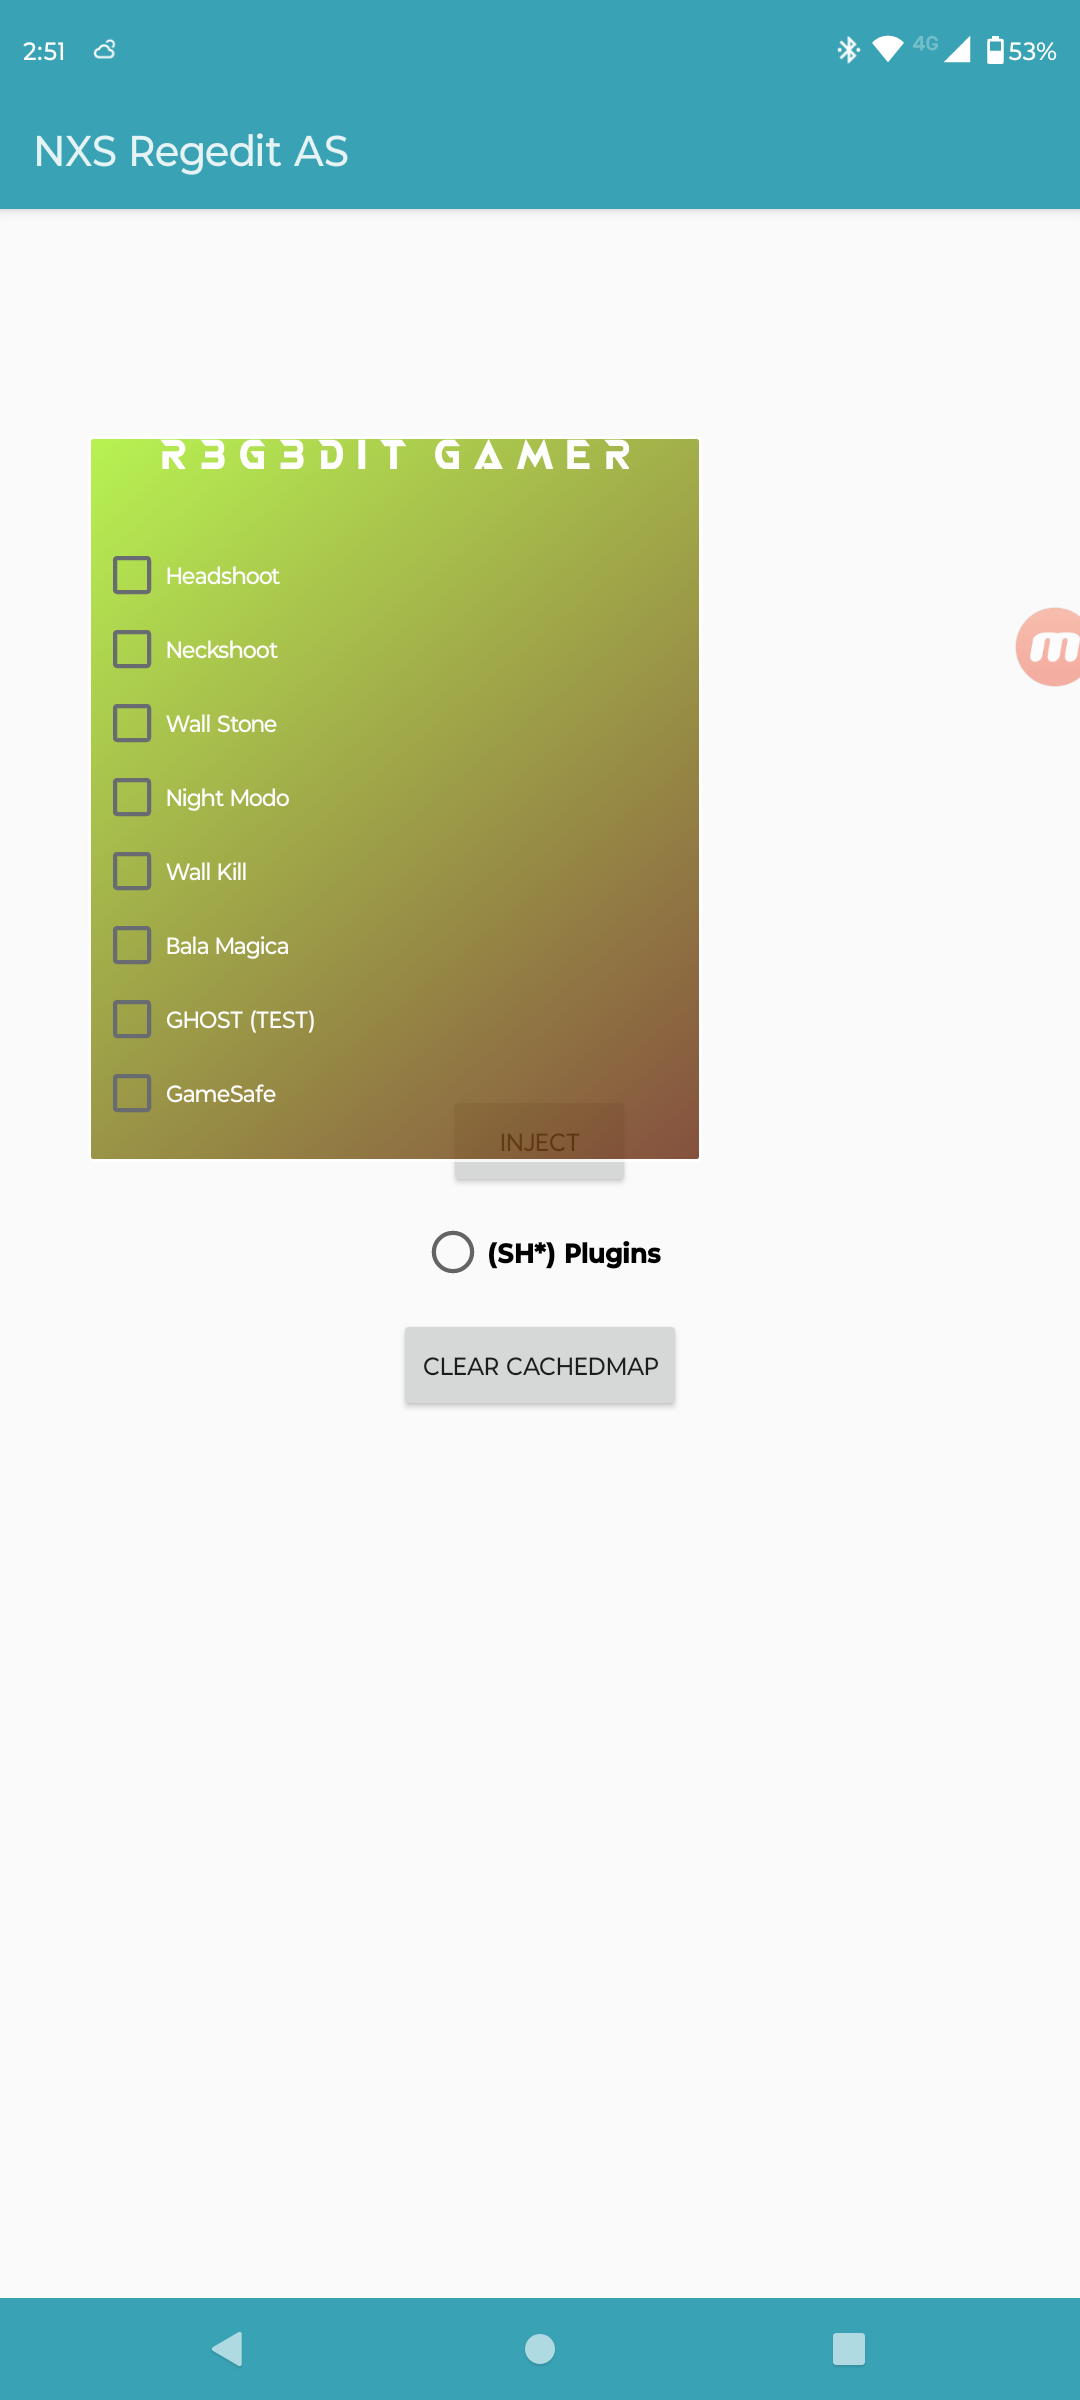 2:51
4G
53%
NXS Regedit AS
R3G3DIT GAMER
Headshoot
Neckshoot
Wall Stone
Night Modo
Wall Kill
Bala Magica
GHOST (TEST)
GameSafe
INJECT
(SH*) Plugins
CLEAR CACHEDMAP
m